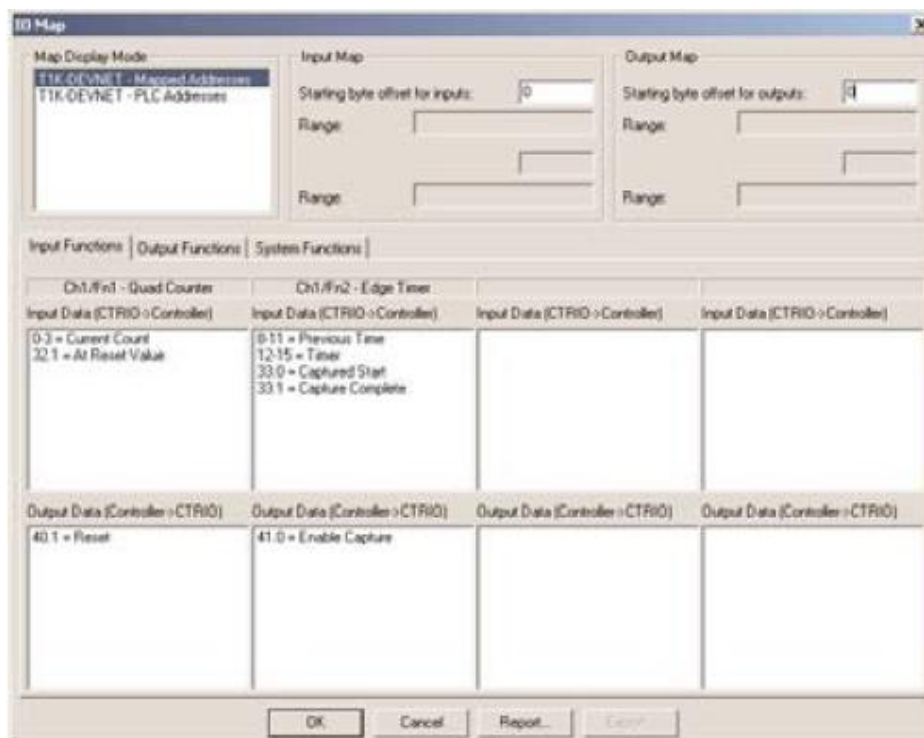 IO Map
Map Display Mode
T1K-DEVNET - Mapped Addresses
T1K-DEVNET - PLC Addresses
Input Map
Starting byte offset for inputs: 0
Range:
Range:
Output Map
Starting byte offset for outputs: 0
Range:
Range:
Input Functions Output Functions System Functions
Ch1/Fn1 - Quad Counter
Input Data (CTRIO->Controller)
0-3 = Current Count
32.1 = At Reset Value
Ch1/Fn2 - Edge Timer
Input Data (CTRIO->Controller)
8-11 = Previous Time
12-15 = Timer
33.0 = Captured Start
33.1 = Capture Complete
Input Data (CTRIO->Controller)
Input Data (CTRIO->Controller)
Output Data (Controller->CTRIO)
40.1 = Reset
Output Data (Controller->CTRIO)
41.0 = Enable Capture
Output Data (Controller->CTRIO)
Output Data (Controller->CTRIO)
OK Cancel Report...